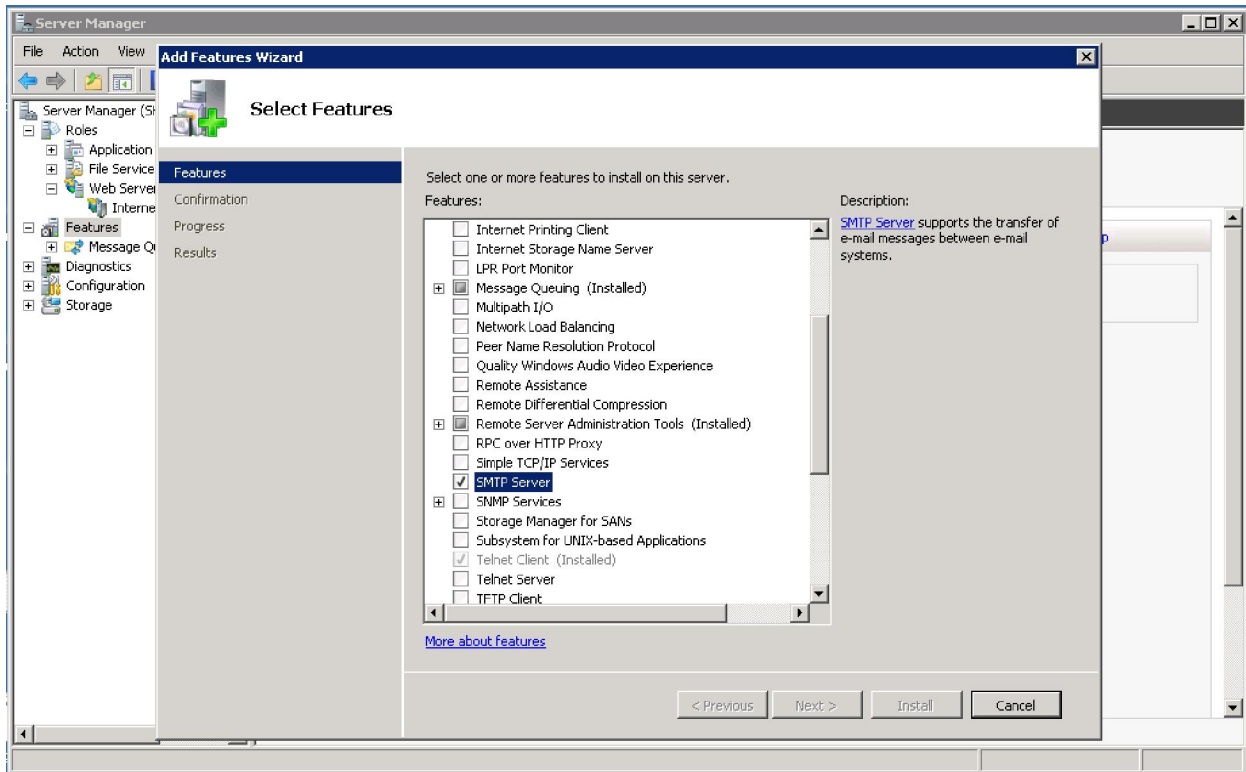 Server Manager
File Action View
Add Features Wizard
Select Features
Server Manager (S
Roles
Application
File Service
Web Server
Interne
Features
Message Qu
Diagnostics
Configuration
Storage
Features
Confirmation
Progress
Results
Select one or more features to install on this server.
Features:
Internet Printing Client
Internet Storage Name Server
LPR Port Monitor
Message Queuing (Installed)
Multipath I/O
Network Load Balancing
Peer Name Resolution Protocol
Quality Windows Audio Video Experience
Remote Assistance
Remote Differential Compression
Remote Server Administration Tools (Installed)
RPC over HTTP Proxy
Simple TCP/IP Services
SMTP Server
SNMP Services
Storage Manager for SANs
Subsystem for UNIX-based Applications
Telnet Client (Installed)
Telnet Server
TFTP Client
Description:
SMTP Server supports the transfer of
e-mail messages between e-mail
systems.
p
More about features
< Previous Next > Install Cancel